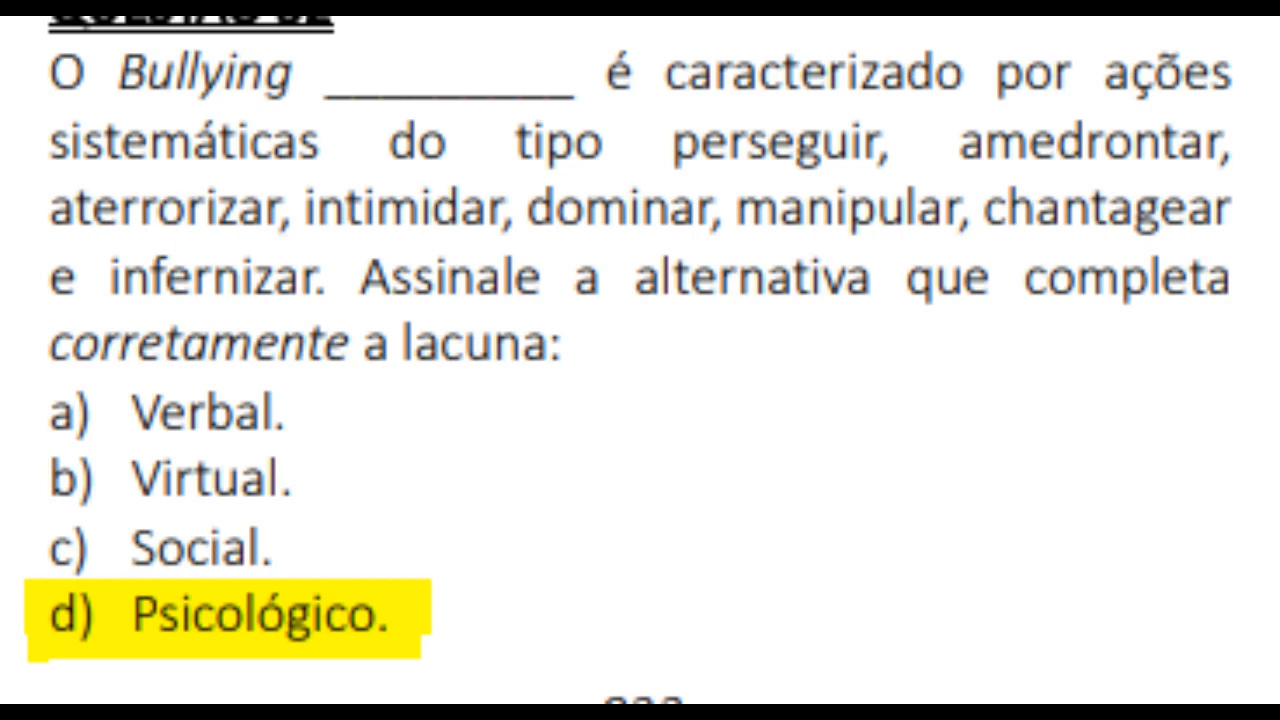 O Bullying _________ é caracterizado por ações
sistemáticas do tipo perseguir, amedrontar,
aterrorizar, intimidar, dominar, manipular, chantagear
e infernizar. Assinale a alternativa que completa
corretamente a lacuna:
a) Verbal.
b) Virtual.
c) Social.
d) Psicológico.